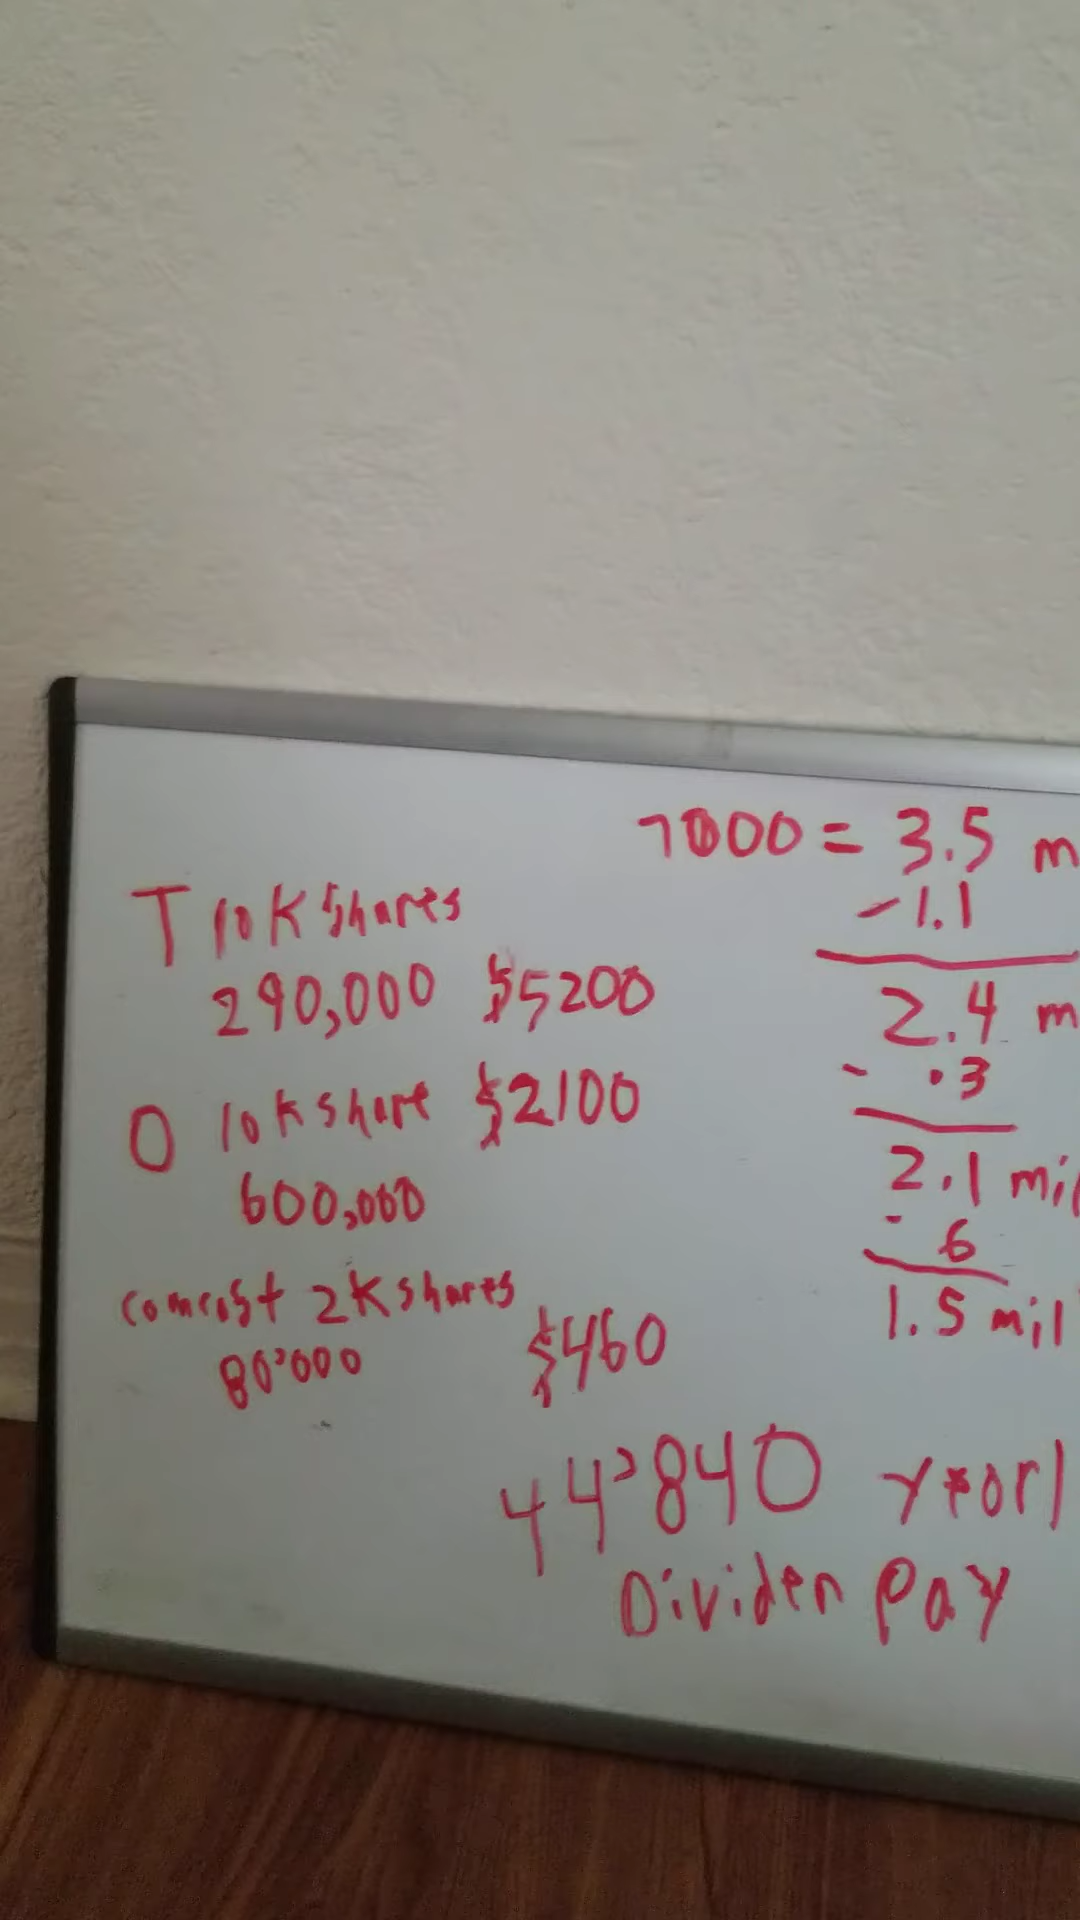 T 10K shares
290,000 $5200
O 10K share $2100
600,000
comcast 2K shares
80'000 $460
7000 = 3.5 m
-1.1
2.4 m
- .3
2.1 mil
- 6
1.5 mil
44'840 yearl
Dividen Pay